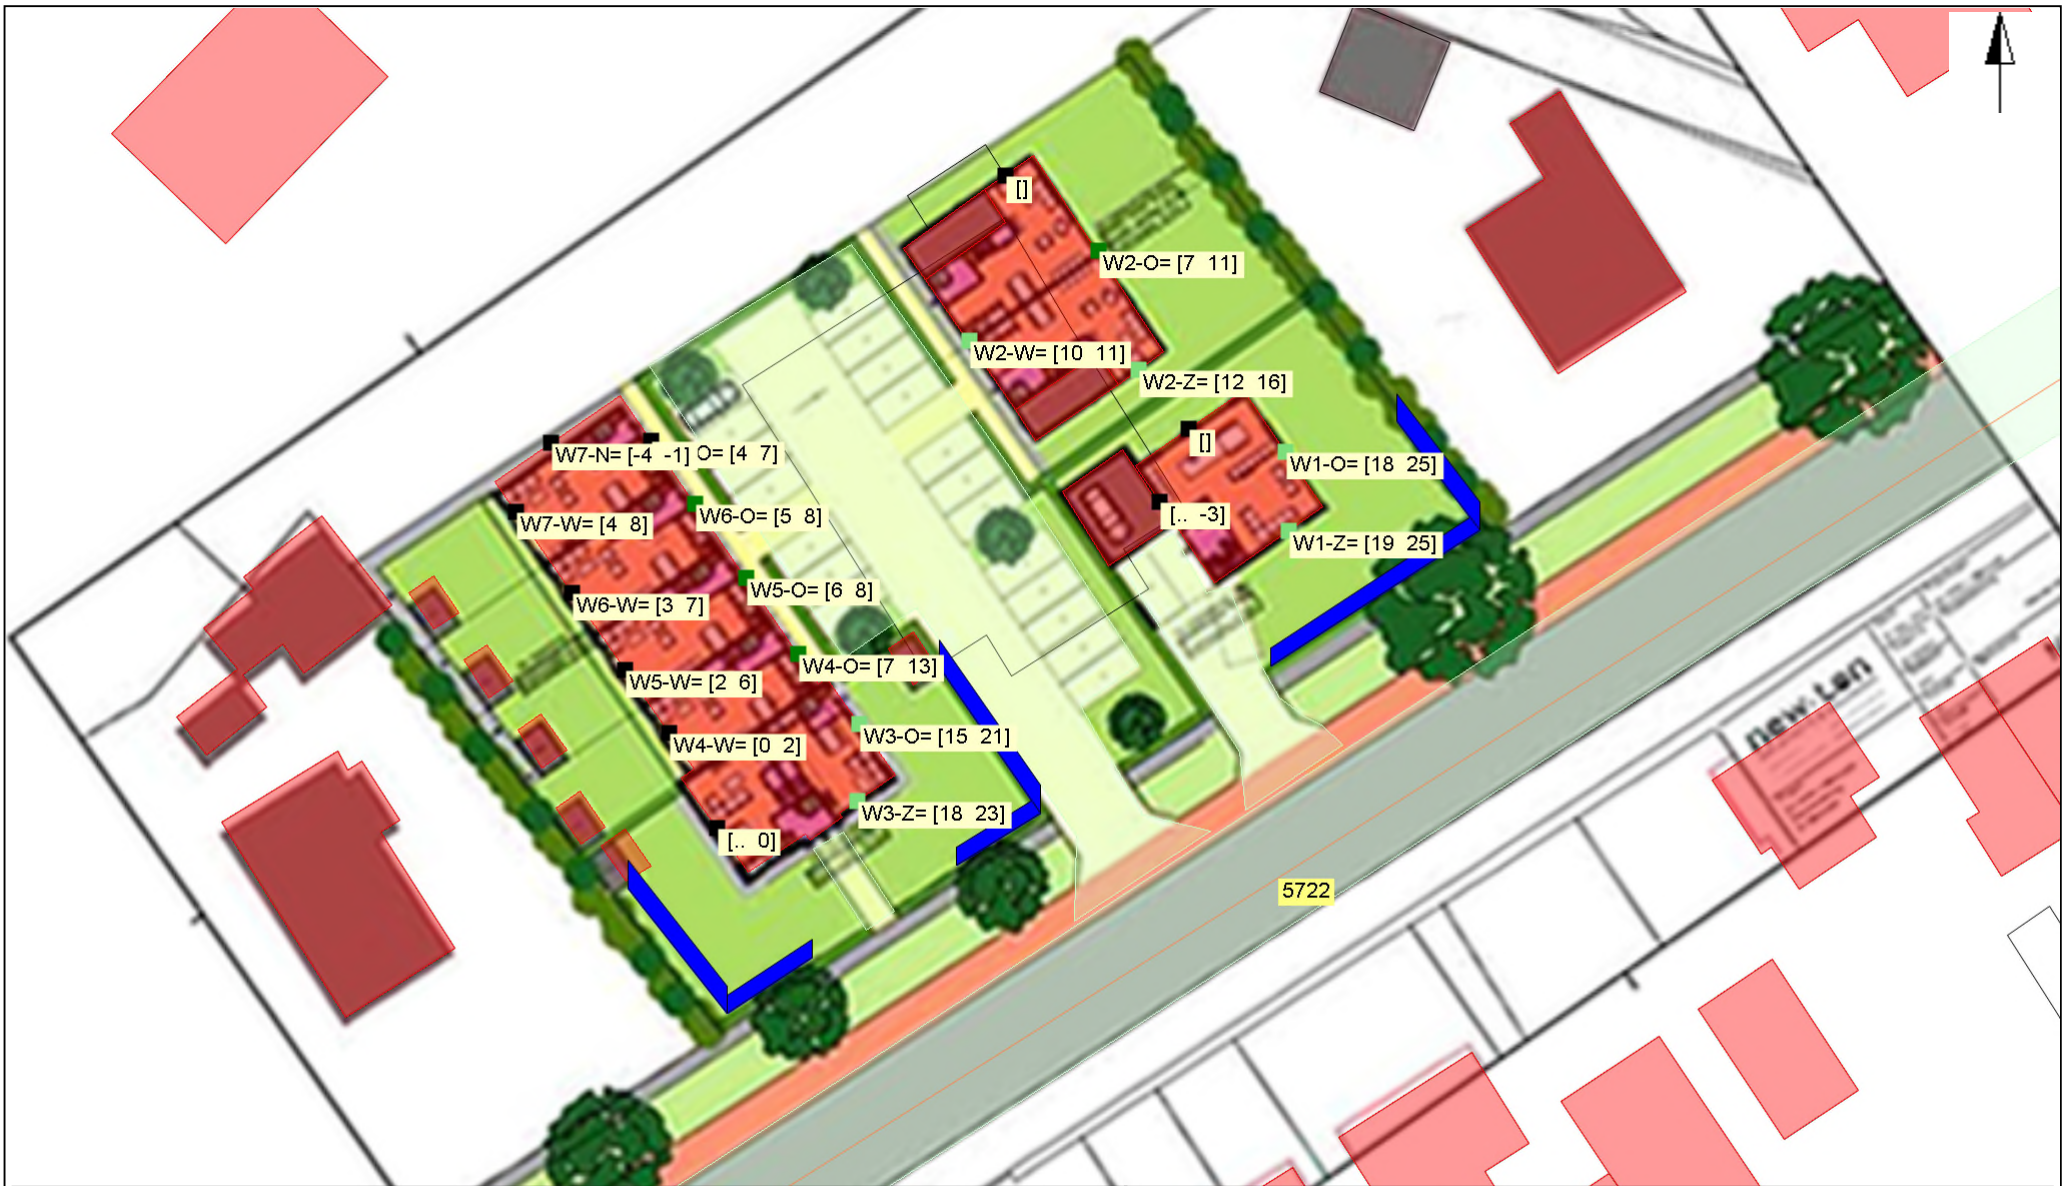 []
W2-O= [7 11]
W2-W= [10 11]
W2-Z= [12 16]
[]
W7-N= [-4 -1]
O= [4 7]
W1-O= [18 25]
W7-W= [4 8]
W6-O= [5 8]
[.. -3]
W1-Z= [19 25]
W5-O= [6 8]
W6-W= [3 7]
W4-O= [7 13]
W5-W= [2 6]
W3-O= [15 21]
W4-W= [0 2]
W3-Z= [18 23]
[.. 0]
5722
new.ten